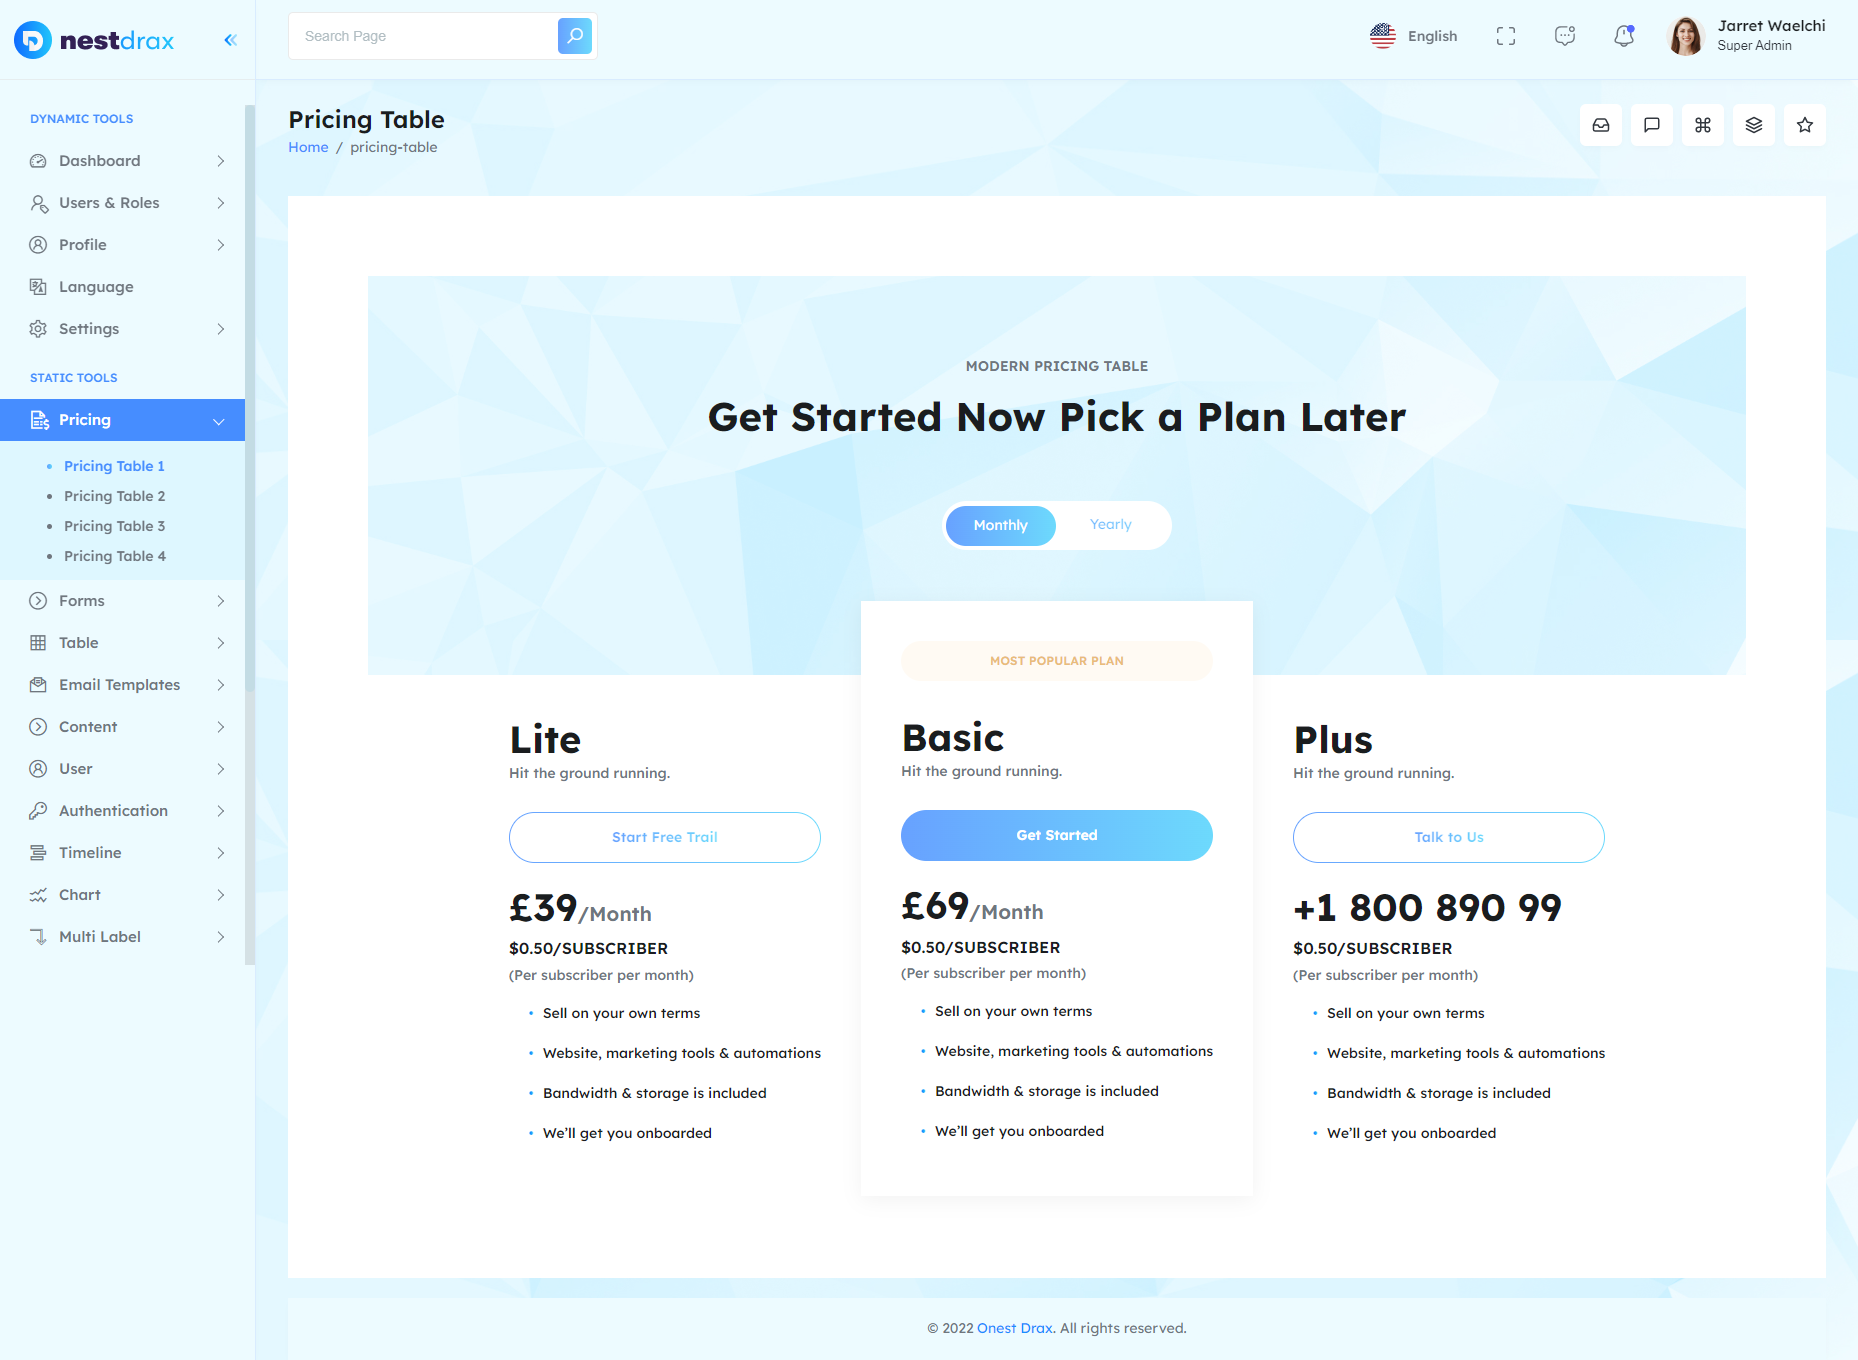 nestdrax
Search Page
English
Jarret Waelchi
Super Admin
DYNAMIC TOOLS
Dashboard
Users & Roles
Profile
Language
Settings
STATIC TOOLS
Pricing
Pricing Table 1
Pricing Table 2
Pricing Table 3
Pricing Table 4
Forms
Table
Email Templates
Content
User
Authentication
Timeline
Chart
Multi Label
Pricing Table
Home / pricing-table
MODERN PRICING TABLE
Get Started Now Pick a Plan Later
Monthly
Yearly
Lite
Hit the ground running.
Start Free Trail
£39/Month
$0.50/SUBSCRIBER
(Per subscriber per month)
Sell on your own terms
Website, marketing tools & automations
Bandwidth & storage is included
We'll get you onboarded
MOST POPULAR PLAN
Basic
Hit the ground running.
Get Started
£69/Month
$0.50/SUBSCRIBER
(Per subscriber per month)
Sell on your own terms
Website, marketing tools & automations
Bandwidth & storage is included
We'll get you onboarded
Plus
Hit the ground running.
Talk to Us
+1 800 890 99
$0.50/SUBSCRIBER
(Per subscriber per month)
Sell on your own terms
Website, marketing tools & automations
Bandwidth & storage is included
We'll get you onboarded
© 2022 Onest Drax. All rights reserved.